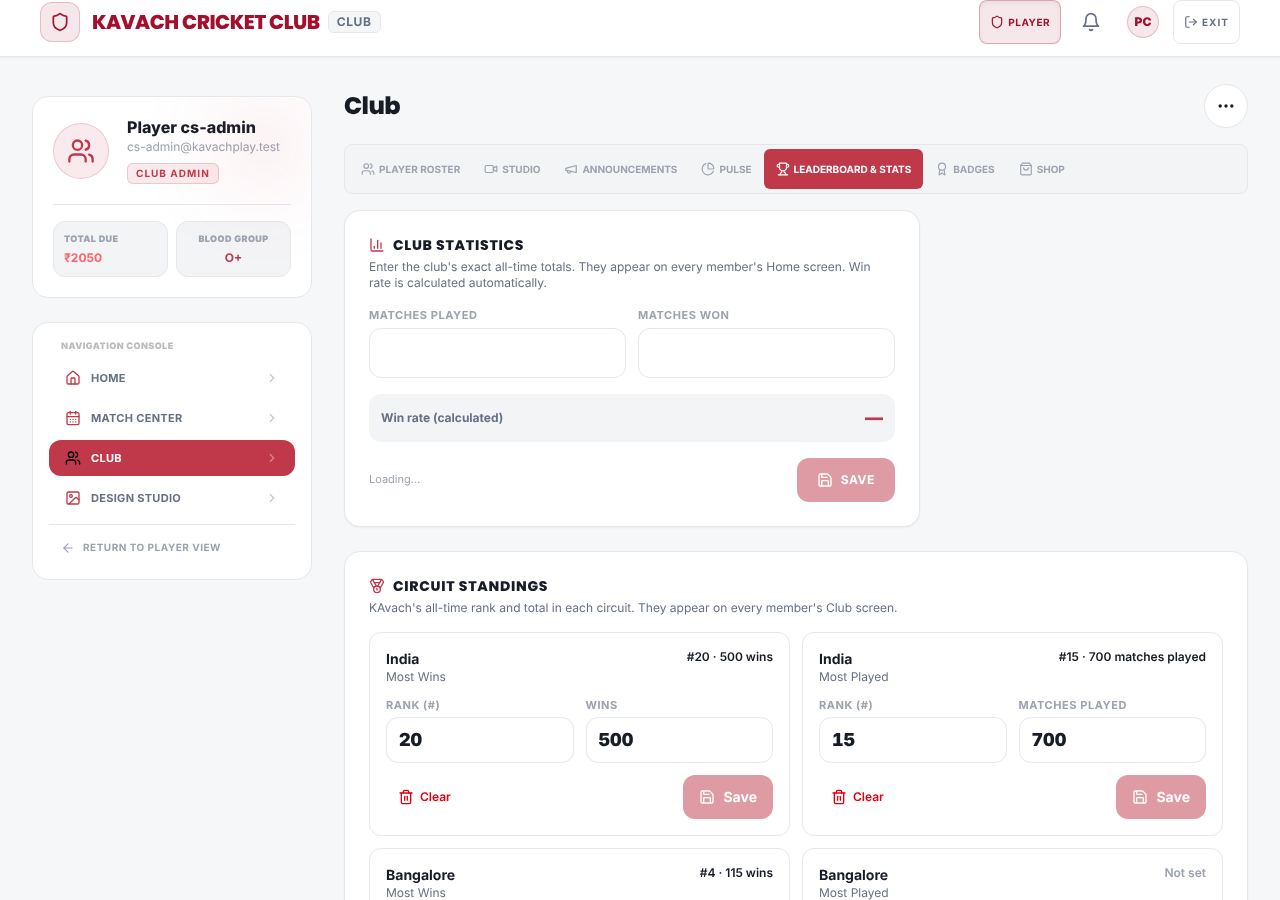 KAVACH CRICKET CLUB CLUB
PLAYER
PC
EXIT
Player cs-admin
cs-admin@kavachplay.test
CLUB ADMIN
TOTAL DUE
₹2050
BLOOD GROUP
O+
NAVIGATION CONSOLE
HOME
MATCH CENTER
CLUB
DESIGN STUDIO
RETURN TO PLAYER VIEW
Club
PLAYER ROSTER
STUDIO
ANNOUNCEMENTS
PULSE
LEADERBOARD & STATS
BADGES
SHOP
CLUB STATISTICS
Enter the club's exact all-time totals. They appear on every member's Home screen. Win
rate is calculated automatically.
MATCHES PLAYED
MATCHES WON
Win rate (calculated) —
Loading...
SAVE
CIRCUIT STANDINGS
KAvach's all-time rank and total in each circuit. They appear on every member's Club screen.
India
#20 · 500 wins
Most Wins
RANK (#)
WINS
20
500
Clear
Save
India
#15 · 700 matches played
Most Played
RANK (#)
MATCHES PLAYED
15
700
Clear
Save
Bangalore
#4 · 115 wins
Most Wins
Bangalore
Not set
Most Played